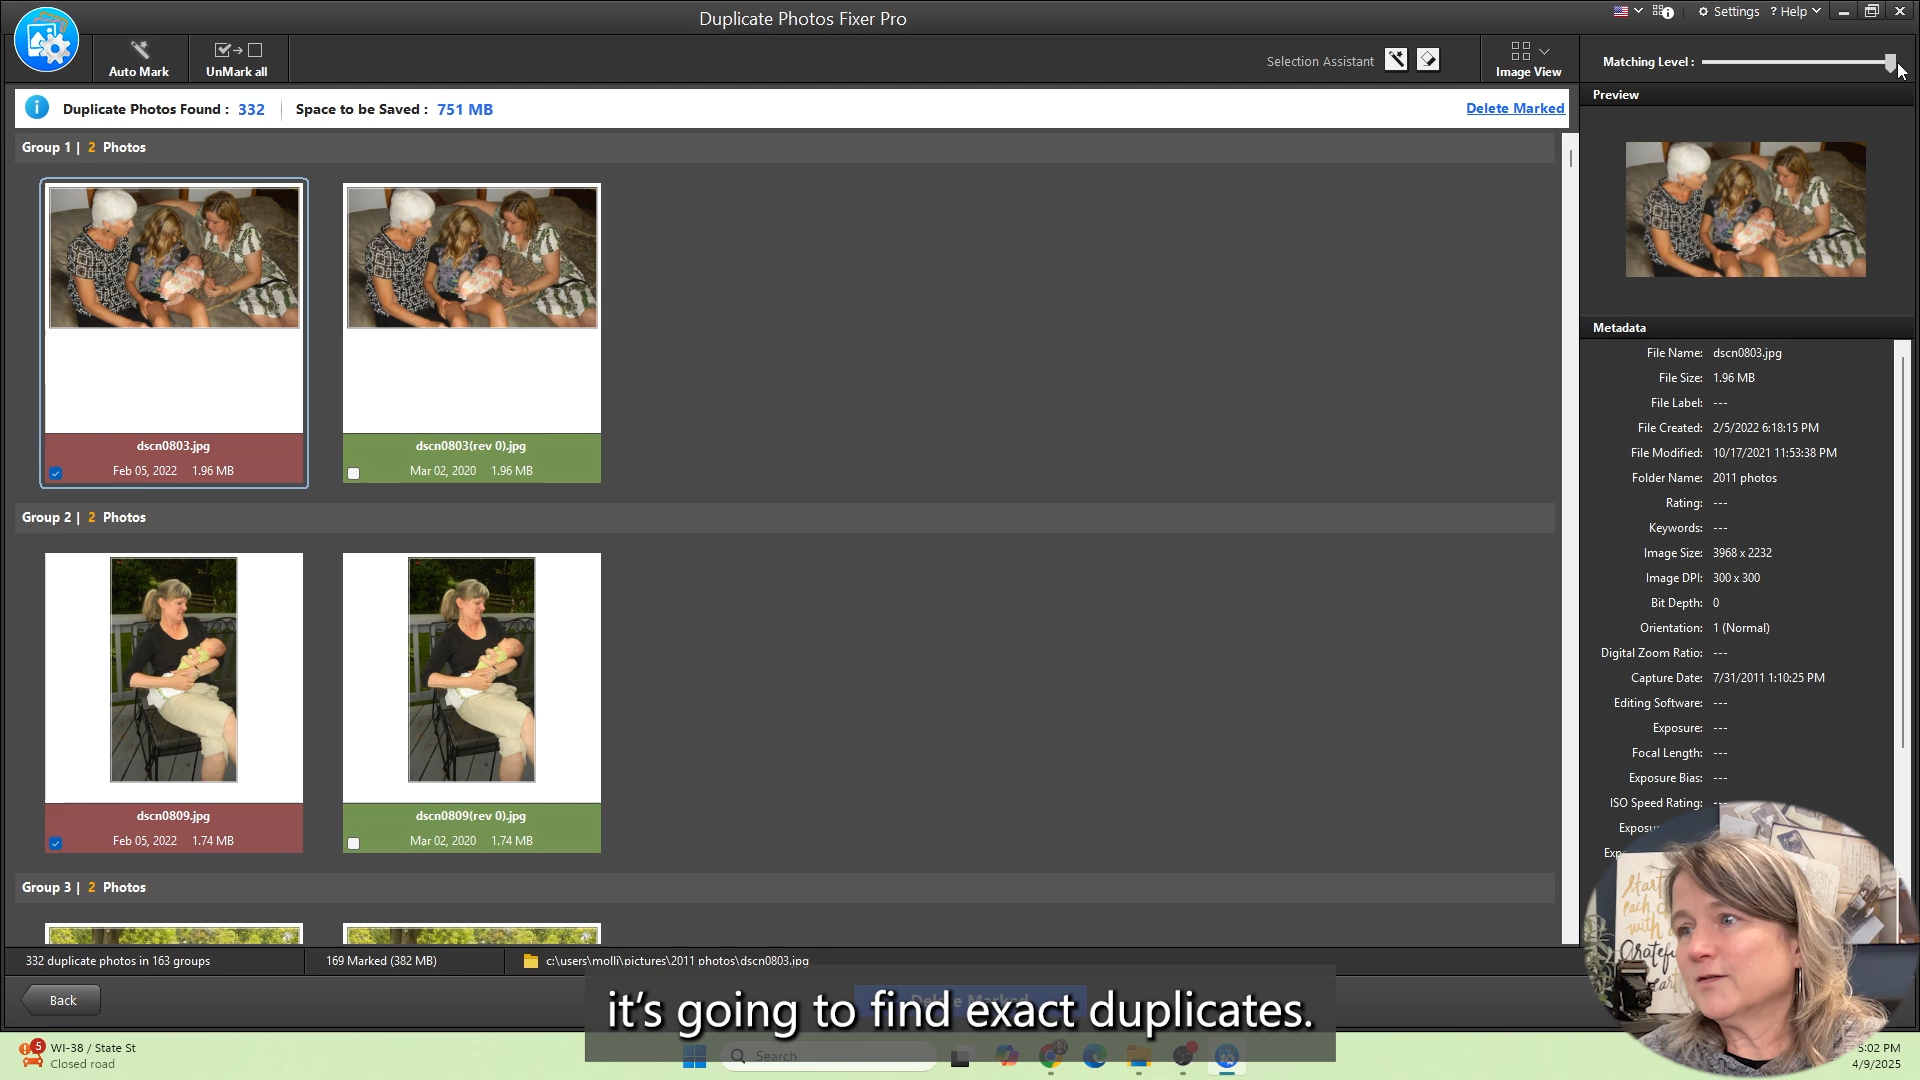 Duplicate Photos Fixer Pro
Settings
? Help
Auto Mark
UnMark all
Selection Assistant
Image View
Matching Level :
Duplicate Photos Found : 332
Space to be Saved : 751 MB
Delete Marked
Preview
Group 1 | 2 Photos
dscn0803.jpg
Feb 05, 2022 1.96 MB
dscn0803(rev 0).jpg
Mar 02, 2020 1.96 MB
Group 2 | 2 Photos
dscn0809.jpg
Feb 05, 2022 1.74 MB
dscn0809(rev 0).jpg
Mar 02, 2020 1.74 MB
Group 3 | 2 Photos
Metadata
File Name: dscn0803.jpg
File Size: 1.96 MB
File Label: ---
File Created: 2/5/2022 6:18:15 PM
File Modified: 10/17/2021 11:53:38 PM
Folder Name: 2011 photos
Rating: ---
Keywords: ---
Image Size: 3968 x 2232
Image DPI: 300 x 300
Bit Depth: 0
Orientation: 1 (Normal)
Digital Zoom Ratio: ---
Capture Date: 7/31/2011 1:10:25 PM
Editing Software: ---
Exposure: ---
Focal Length: ---
Exposure Bias: ---
ISO Speed Rating: ---
332 duplicate photos in 163 groups
169 Marked (382 MB)
c:\users\molli\pictures\2011 photos\dscn0803.jpg
Back
it's going to find exact duplicates.
5
WI-38 / State St
Closed road
Search
5:02 PM
4/9/2025